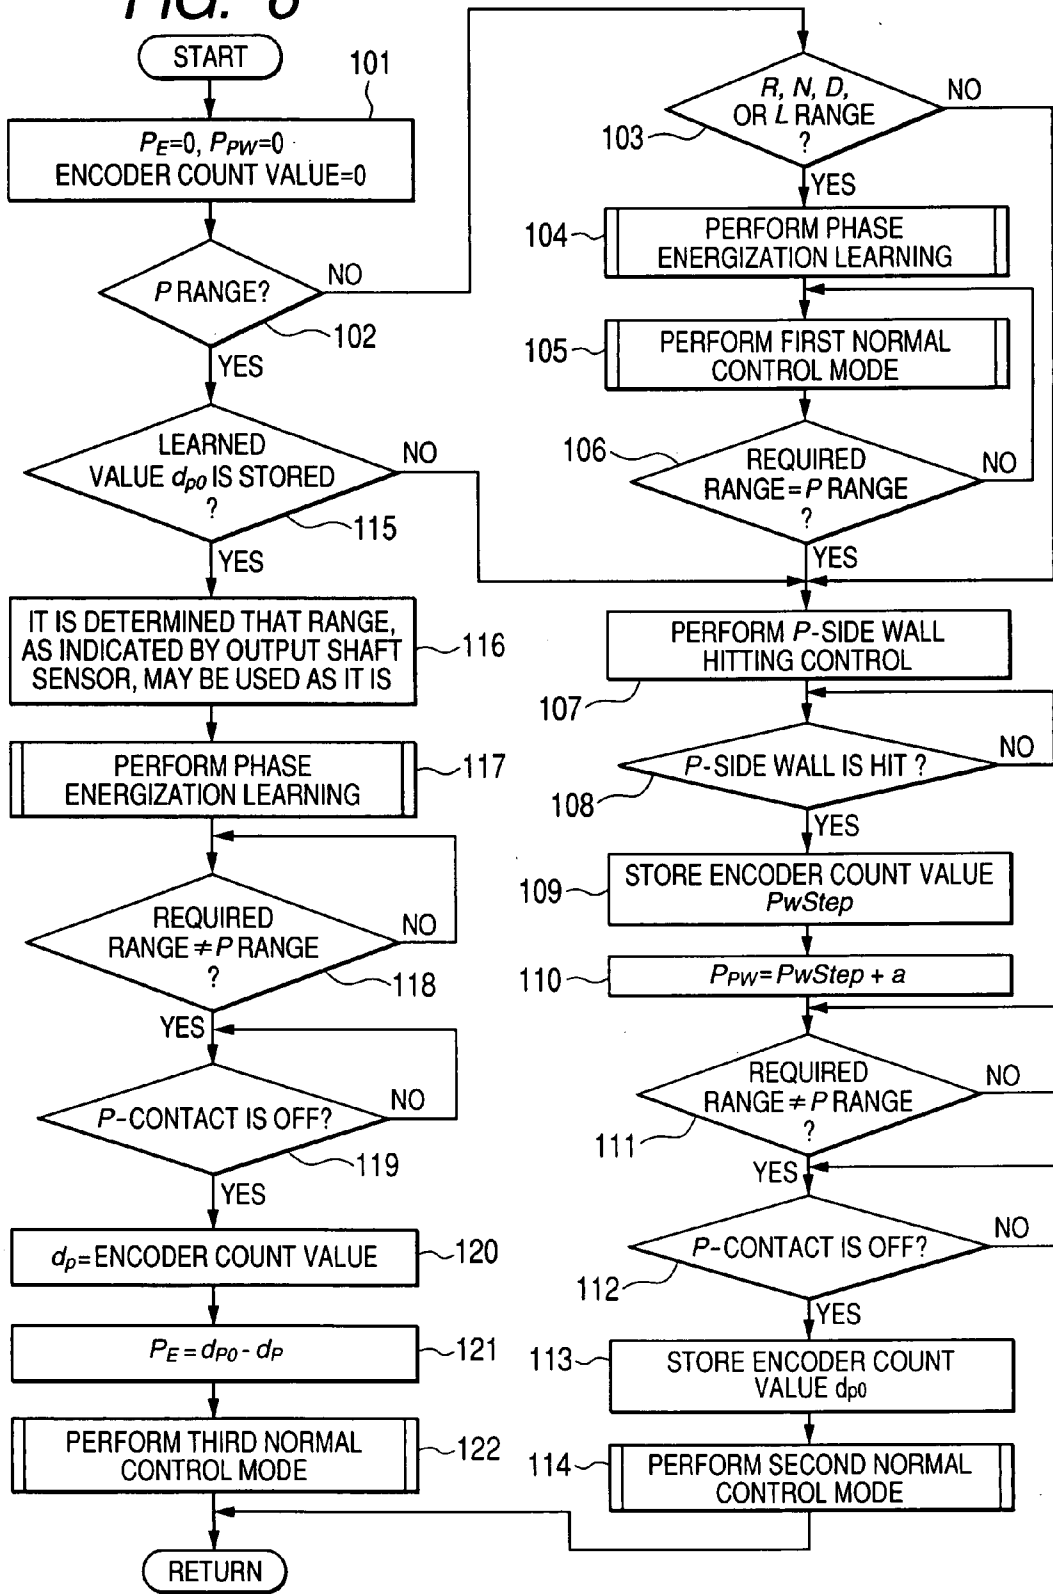 FIG. 6
START
101
P_E=0, P_PW=0
ENCODER COUNT VALUE=0
P RANGE?
NO
102
YES
LEARNED
VALUE d_p0 IS STORED
?
NO
115
YES
IT IS DETERMINED THAT RANGE,
AS INDICATED BY OUTPUT SHAFT
SENSOR, MAY BE USED AS IT IS
116
PERFORM PHASE
ENERGIZATION LEARNING
117
REQUIRED
RANGE ≠ P RANGE
?
NO
118
YES
P-CONTACT IS OFF?
NO
119
YES
d_p=ENCODER COUNT VALUE
120
P_E = d_P0 - d_P
121
PERFORM THIRD NORMAL
CONTROL MODE
122
RETURN
R, N, D,
OR L RANGE
?
NO
103
YES
104
PERFORM PHASE
ENERGIZATION LEARNING
105
PERFORM FIRST NORMAL
CONTROL MODE
106
REQUIRED
RANGE = P RANGE
?
NO
YES
PERFORM P-SIDE WALL
HITTING CONTROL
107
P-SIDE WALL IS HIT ?
NO
108
YES
109
STORE ENCODER COUNT VALUE
PwStep
110
P_PW = PwStep + a
REQUIRED
RANGE ≠ P RANGE
?
NO
111
YES
P-CONTACT IS OFF?
NO
112
YES
113
STORE ENCODER COUNT
VALUE dp0
114
PERFORM SECOND NORMAL
CONTROL MODE